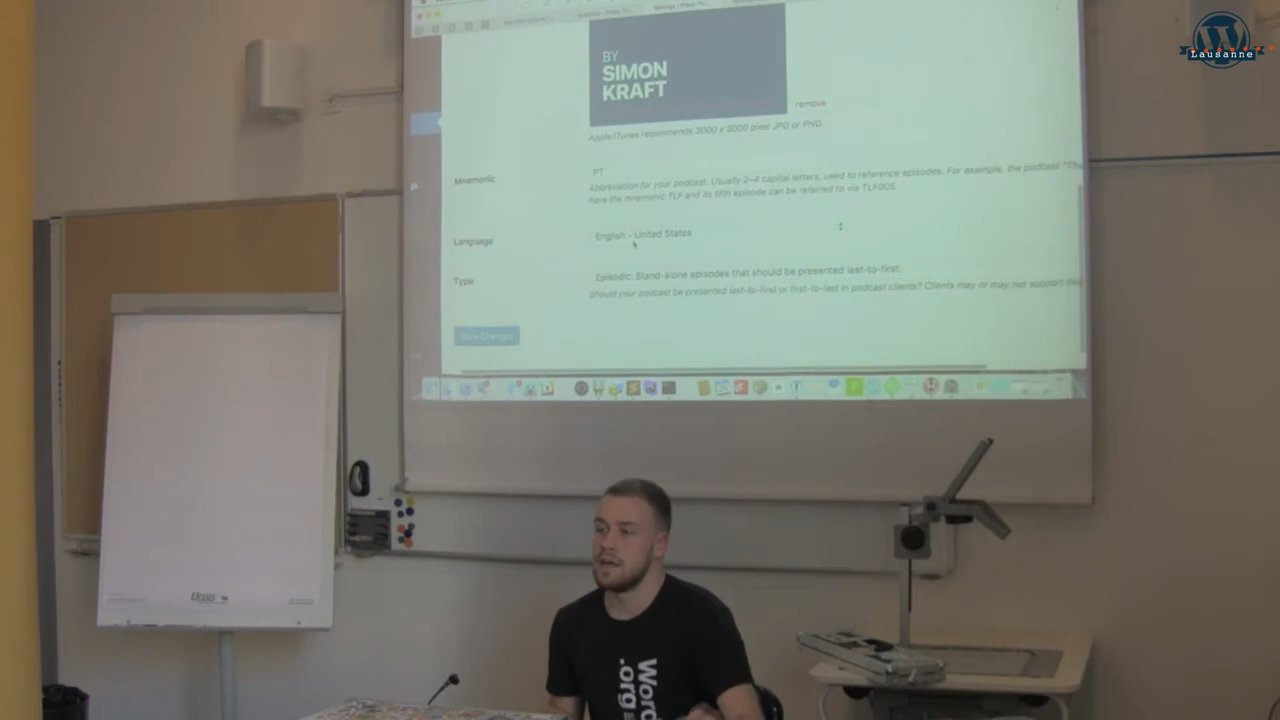 BY
SIMON
KRAFT
remove
Apple/iTunes recommends 3000 x 3000 pixel JPG or PNG.
Mnemonic
PT
Abbreviation for your podcast. Usually 2–4 capital letters, used to reference episodes. For example, the podcast "The
have the mnemonic TLF and its fifth episode can be referred to via TLF005.
Language
English - United States
Type
Episodic: Stand-alone episodes that should be presented last-to-first.
Should your podcast be presented last-to-first or first-to-last in podcast clients? Clients may or may not support this
Save Changes
Lausanne
Word
.org